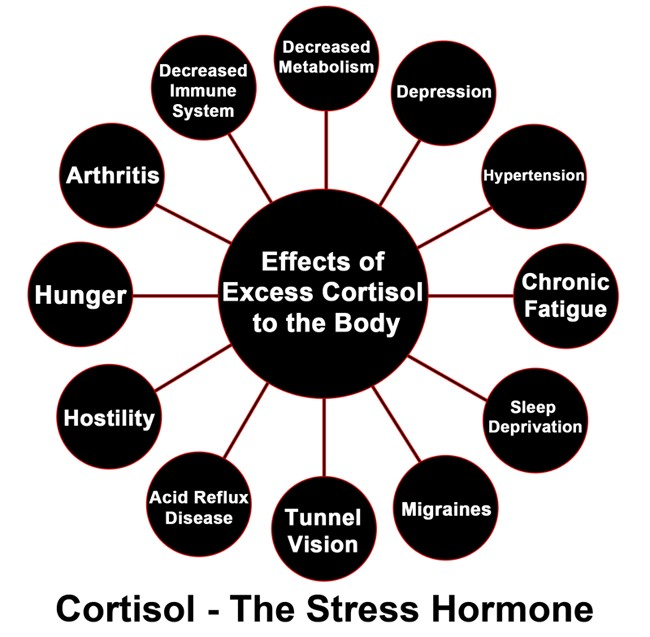 Decreased
Metabolism
Depression
Hypertension
Chronic
Fatigue
Sleep
Deprivation
Migraines
Tunnel
Vision
Acid Reflux
Disease
Hostility
Hunger
Arthritis
Decreased
Immune
System
Effects of
Excess Cortisol
to the Body
Cortisol - The Stress Hormone